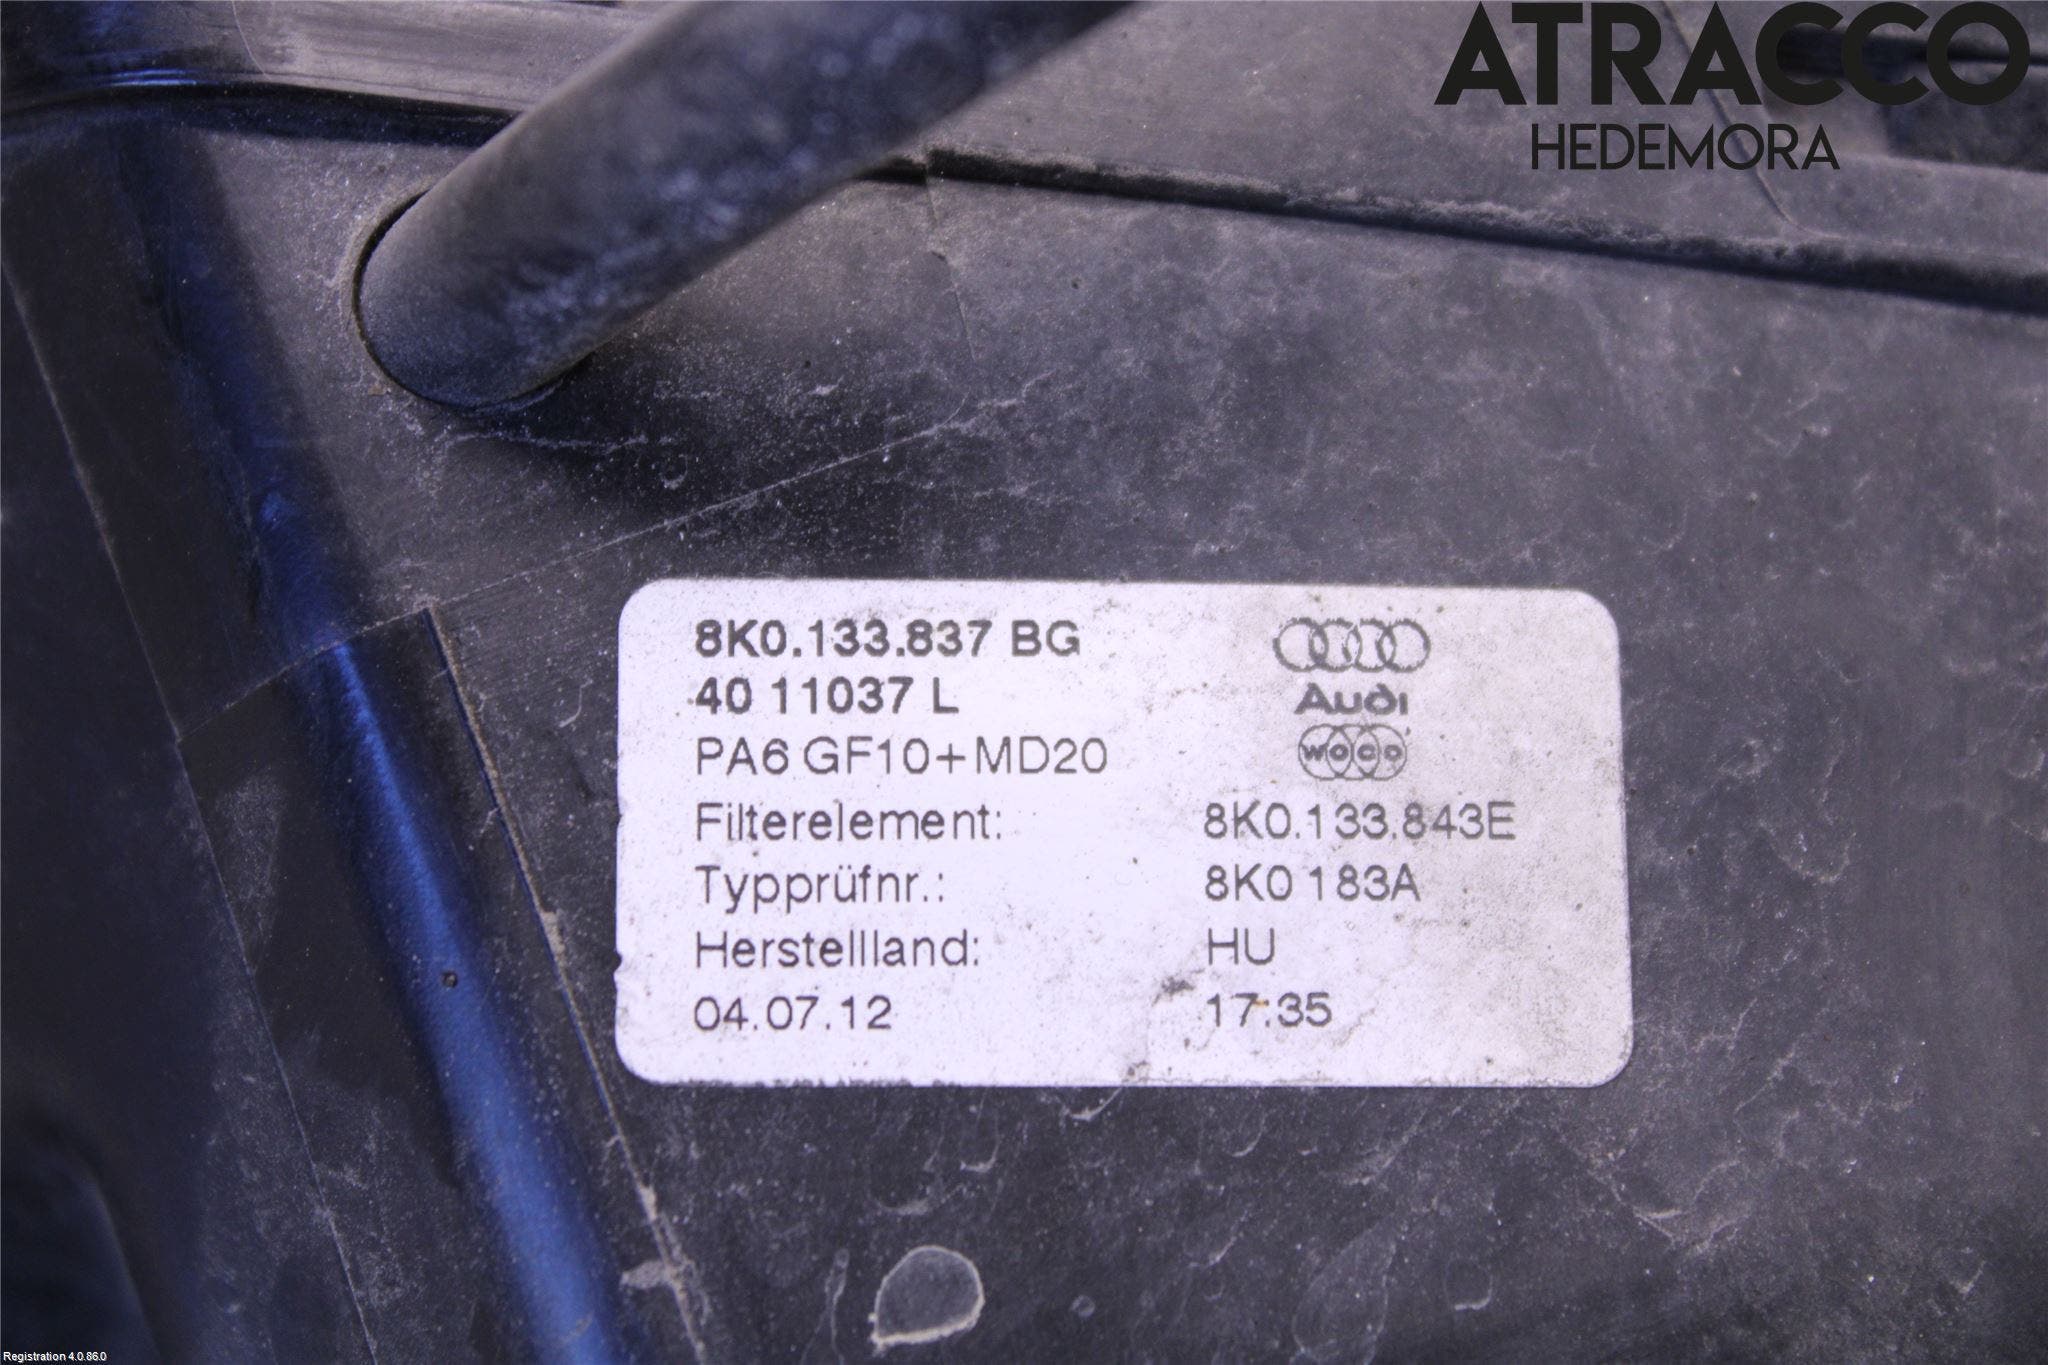 ATRACCO
HEDEMORA
8K0.133.837 BG
40 11037 L
Audi
PA6 GF10+MD20
WOCO
Filterelement: 8K0.133.843E
Typprüfnr.: 8K0 183A
Herstellland: HU
04.07.12 17:35
Registration 4.0.86.0